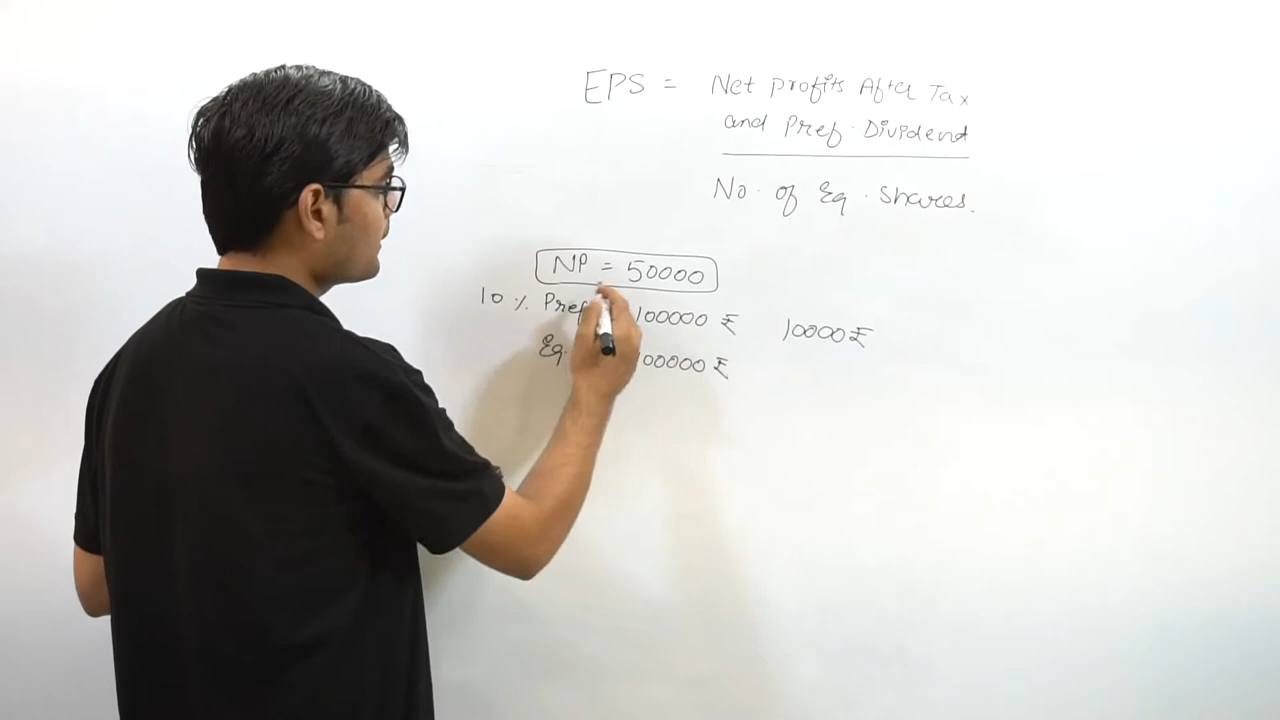 EPS = Net profits After Tax
and Pref. Dividend
No. of Eq. Shares.
NP = 50000
10 % Pref 100000 ₹ 10000 ₹
Eq. 100000 ₹